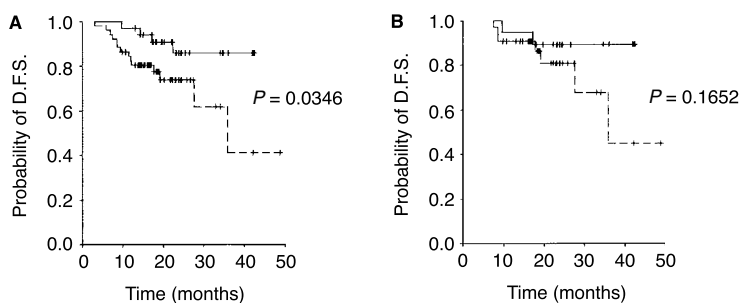 A
Probability of D.F.S.
1.0
0.8
0.6
0.4
0.2
0.0
P = 0.0346
0 10 20 30 40 50
Time (months)
B
Probability of D.F.S.
1.0
0.8
0.6
0.4
0.2
0.0
P = 0.1652
0 10 20 30 40 50
Time (months)